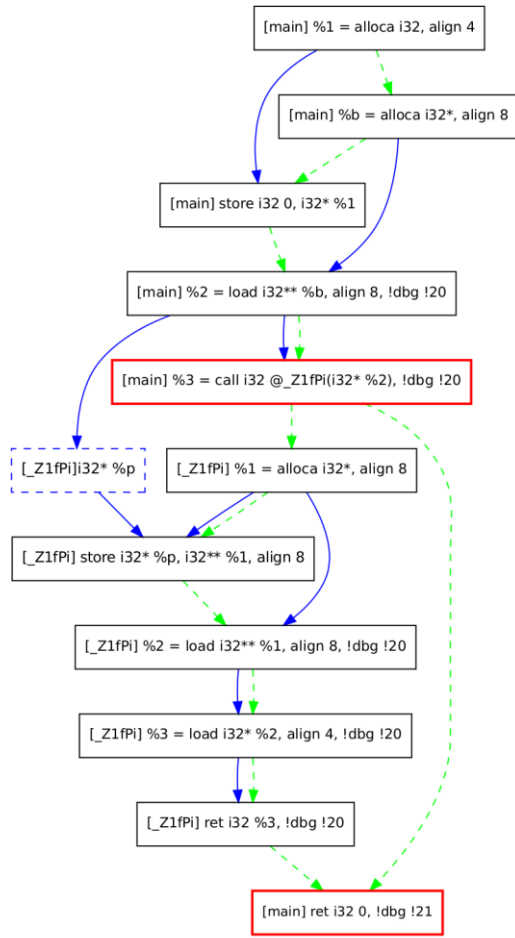 [main] %1 = alloca i32, align 4
[main] %b = alloca i32*, align 8
[main] store i32 0, i32* %1
[main] %2 = load i32** %b, align 8, !dbg !20
[main] %3 = call i32 @_Z1fPi(i32* %2), !dbg !20
[_Z1fPi]i32* %p
[_Z1fPi] %1 = alloca i32*, align 8
[_Z1fPi] store i32* %p, i32** %1, align 8
[_Z1fPi] %2 = load i32** %1, align 8, !dbg !20
[_Z1fPi] %3 = load i32* %2, align 4, !dbg !20
[_Z1fPi] ret i32 %3, !dbg !20
[main] ret i32 0, !dbg !21